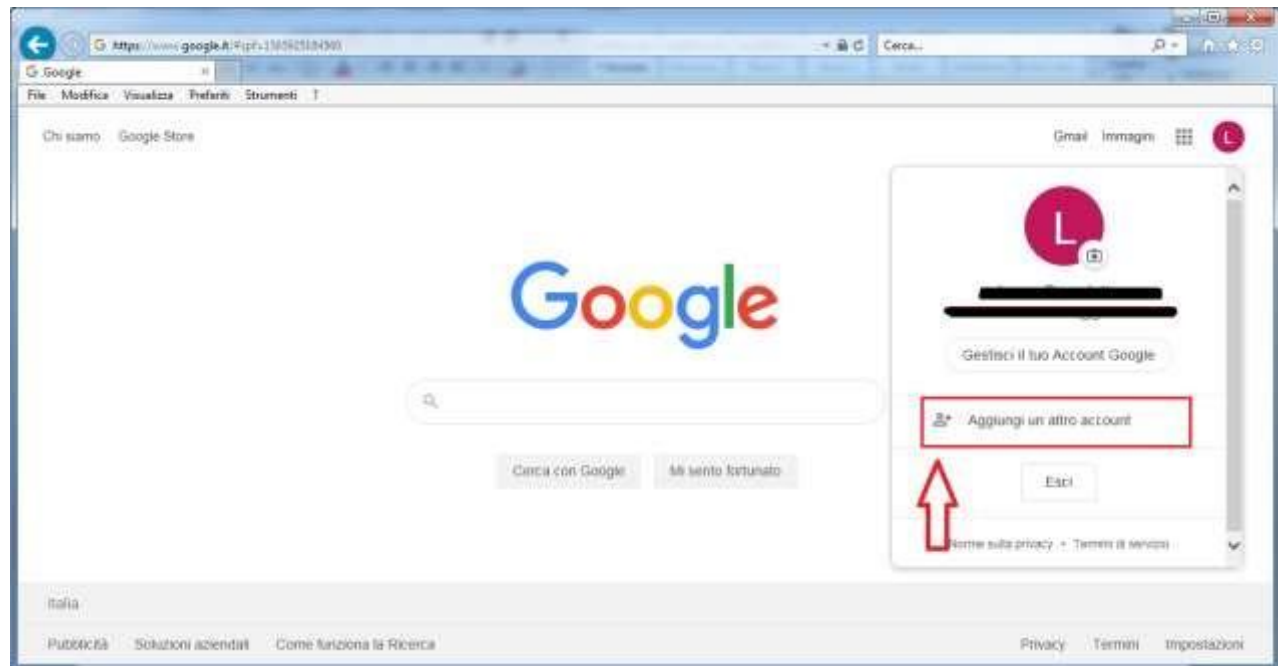 Google
File Modifica Visualizza Preferiti Strumenti ?
Cerca...
Chi siamo Google Store
Gmail Immagini L
L
Google
Gestisci il tuo Account Google
Aggiungi un altro account
Cerca con Google Mi sento fortunato
Esci
Norme sulla privacy • Termini di servizio
Italia
Pubblicità Soluzioni aziendali Come funziona la Ricerca
Privacy Termini Impostazioni